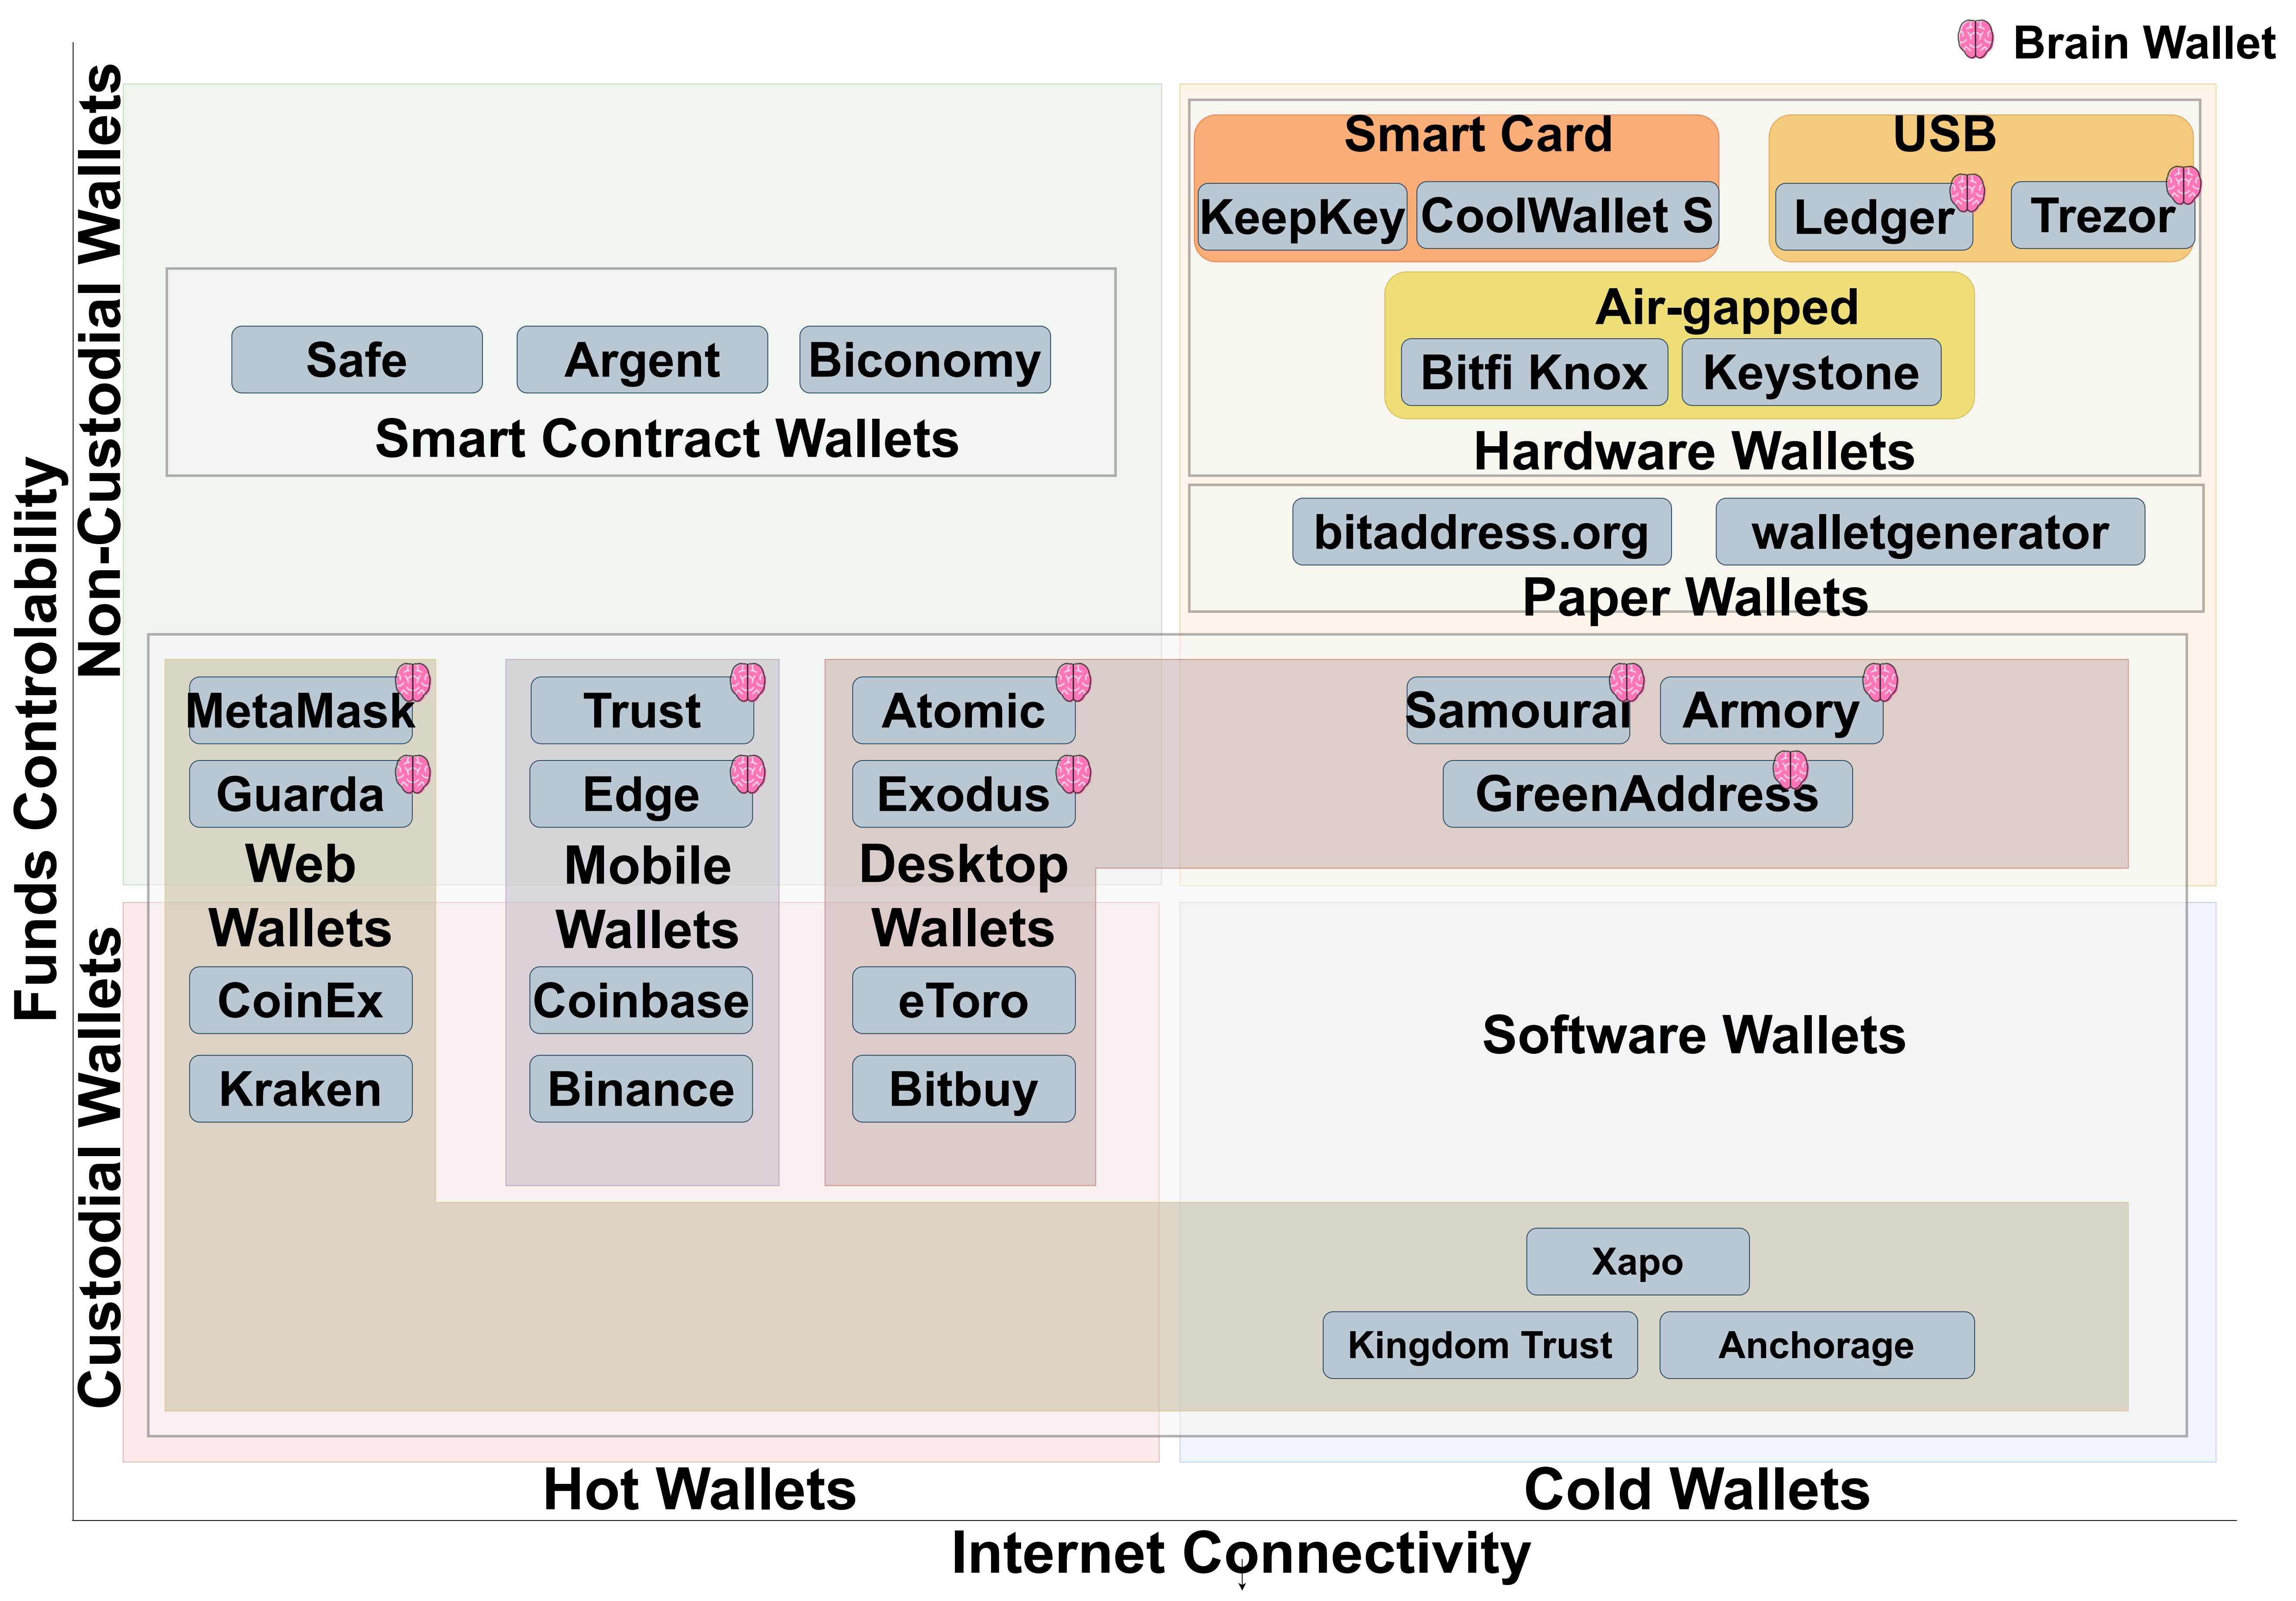 Brain Wallet
Funds Controlability
Non-Custodial Wallets
Custodial Wallets
Smart Card
KeepKey
CoolWallet S
USB
Ledger
Trezor
Air-gapped
Bitfi Knox
Keystone
Hardware Wallets
Safe
Argent
Biconomy
Smart Contract Wallets
bitaddress.org
walletgenerator
Paper Wallets
MetaMask
Guarda
Web
Wallets
CoinEx
Kraken
Trust
Edge
Mobile
Wallets
Coinbase
Binance
Atomic
Exodus
Desktop
Wallets
eToro
Bitbuy
Samourai
Armory
GreenAddress
Software Wallets
Xapo
Kingdom Trust
Anchorage
Hot Wallets
Cold Wallets
Internet Connectivity